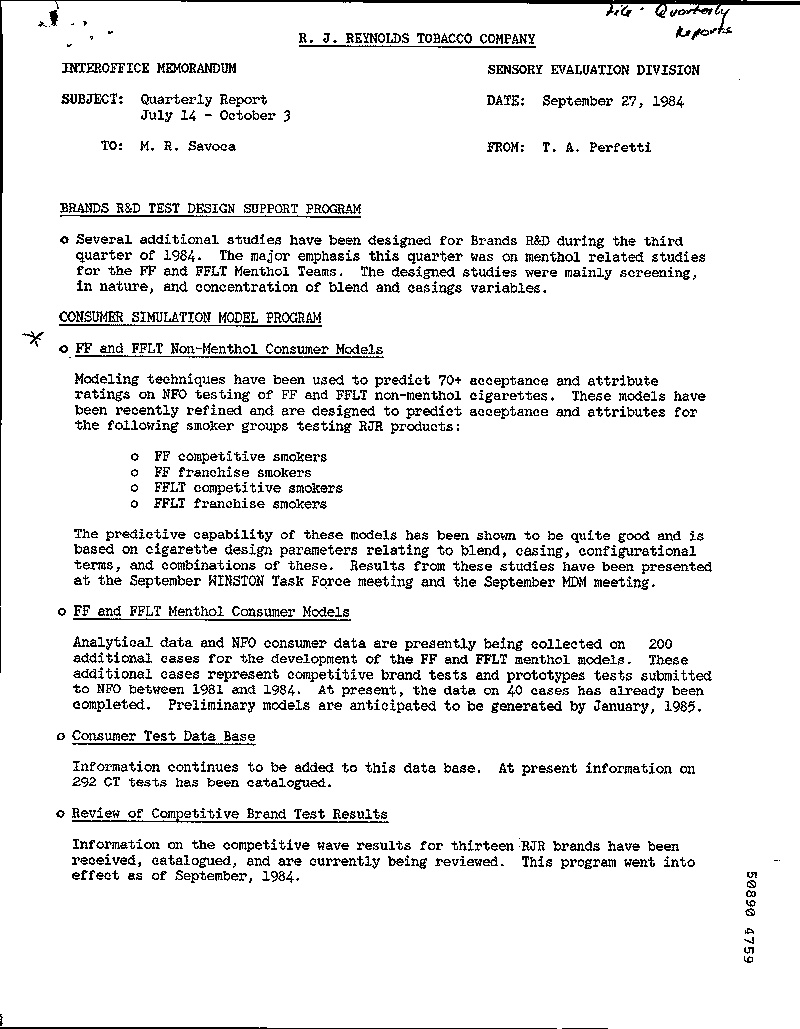 File - Quarterly
Reports
R. J. REYNOLDS TOBACCO COMPANY
INTEROFFICE MEMORANDUM
SENSORY EVALUATION DIVISION
SUBJECT: Quarterly Report
July 14 - October 3
DATE: September 27, 1984
TO: M. R. Savoca
FROM: T. A. Perfetti
BRANDS R&D TEST DESIGN SUPPORT PROGRAM
o Several additional studies have been designed for Brands R&D during the third
quarter of 1984. The major emphasis this quarter was on menthol related studies
for the FF and FFLT Menthol Teams. The designed studies were mainly screening,
in nature, and concentration of blend and casings variables.
CONSUMER SIMULATION MODEL PROGRAM
o FF and FFLT Non-Menthol Consumer Models
Modeling techniques have been used to predict 70+ acceptance and attribute
ratings on NFO testing of FF and FFLT non-menthol cigarettes. These models have
been recently refined and are designed to predict acceptance and attributes for
the following smoker groups testing RJR products:
o FF competitive smokers
o FF franchise smokers
o FFLT competitive smokers
o FFLT franchise smokers
The predictive capability of these models has been shown to be quite good and is
based on cigarette design parameters relating to blend, casing, configurational
terms, and combinations of these. Results from these studies have been presented
at the September WINSTON Task Force meeting and the September MDM meeting.
o FF and FFLT Menthol Consumer Models
Analytical data and NFO consumer data are presently being collected on 200
additional cases for the development of the FF and FFLT menthol models. These
additional cases represent competitive brand tests and prototypes tests submitted
to NFO between 1981 and 1984. At present, the data on 40 cases has already been
completed. Preliminary models are anticipated to be generated by January, 1985.
o Consumer Test Data Base
Information continues to be added to this data base. At present information on
292 CT tests has been catalogued.
o Review of Competitive Brand Test Results
Information on the competitive wave results for thirteen RJR brands have been
received, catalogued, and are currently being reviewed. This program went into
effect as of September, 1984.
50890 4759